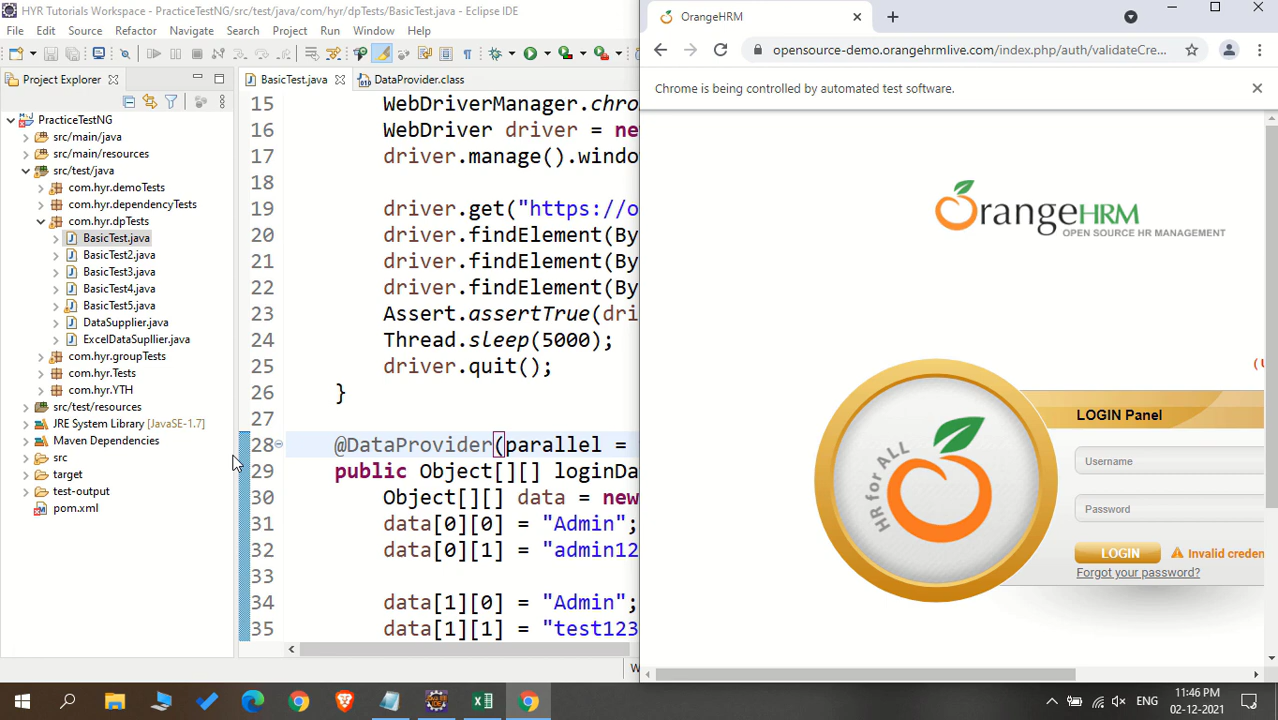 HYR Tutorials Workspace - PracticeTestNG/src/test/java/com/hyr/dpTests/BasicTest.java - Eclipse IDE
File Edit Source Refactor Navigate Search Project Run Window Help
Project Explorer
BasicTest.java
DataProvider.class
PracticeTestNG
src/main/java
src/main/resources
src/test/java
com.hyr.demoTests
com.hyr.dependencyTests
com.hyr.dpTests
BasicTest.java
BasicTest2.java
BasicTest3.java
BasicTest4.java
BasicTest5.java
DataSupplier.java
ExcelDataSupllier.java
com.hyr.groupTests
com.hyr.Tests
com.hyr.YTH
src/test/resources
JRE System Library [JavaSE-1.7]
Maven Dependencies
src
target
test-output
pom.xml
15 WebDriverManager.chro
16 WebDriver driver = ne
17 driver.manage().windo
18
19 driver.get("https://o
20 driver.findElement(By
21 driver.findElement(By
22 driver.findElement(By
23 Assert.assertTrue(dri
24 Thread.sleep(5000);
25 driver.quit();
26 }
27
28 @DataProvider(parallel =
29 public Object[][] loginDa
30 Object[][] data = new
31 data[0][0] = "Admin";
32 data[0][1] = "admin12
33
34 data[1][0] = "Admin";
35 data[1][1] = "test123
OrangeHRM
opensource-demo.orangehrmlive.com/index.php/auth/validateCre...
Chrome is being controlled by automated test software.
OrangeHRM
OPEN SOURCE HR MANAGEMENT
HR for ALL
LOGIN Panel
Username
Password
LOGIN
Invalid creden
Forgot your password?
ENG
11:46 PM
02-12-2021